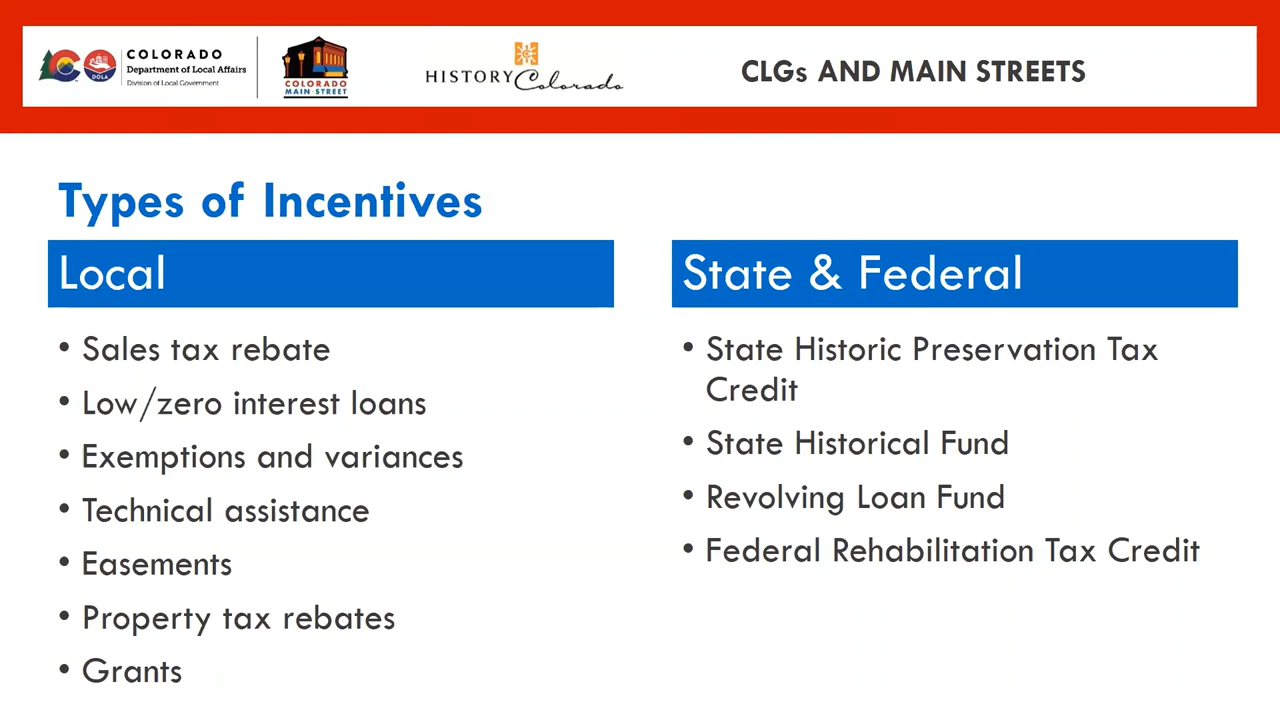 COLORADO
Department of Local Affairs
Division of Local Government
DOLA
COLORADO
MAIN STREET
HISTORY Colorado
CLGs AND MAIN STREETS
Types of Incentives
Local
• Sales tax rebate
• Low/zero interest loans
• Exemptions and variances
• Technical assistance
• Easements
• Property tax rebates
• Grants
State & Federal
• State Historic Preservation Tax
Credit
• State Historical Fund
• Revolving Loan Fund
• Federal Rehabilitation Tax Credit